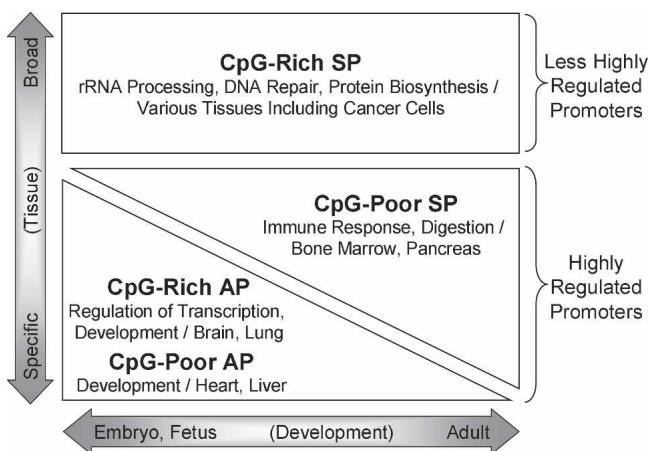 Broad
(Tissue)
Specific
CpG-Rich SP
rRNA Processing, DNA Repair, Protein Biosynthesis /
Various Tissues Including Cancer Cells
Less Highly
Regulated
Promoters
CpG-Poor SP
Immune Response, Digestion /
Bone Marrow, Pancreas
CpG-Rich AP
Regulation of Transcription,
Development / Brain, Lung
CpG-Poor AP
Development / Heart, Liver
Highly
Regulated
Promoters
Embryo, Fetus (Development) Adult